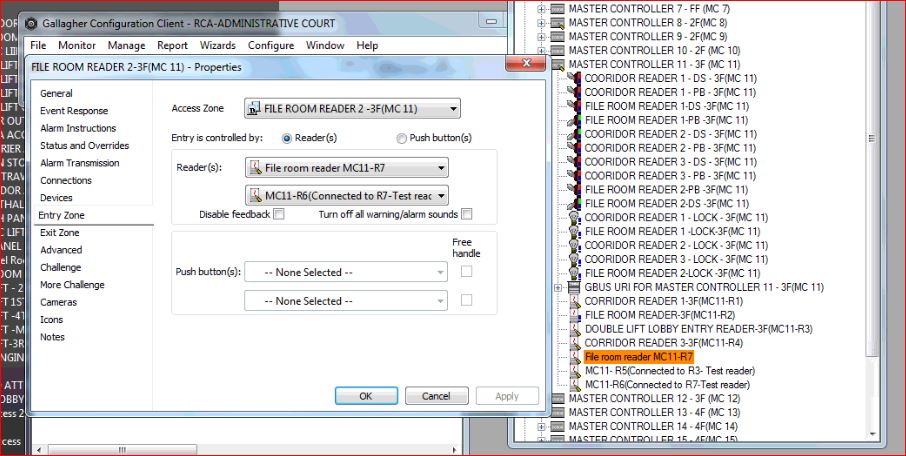 Gallagher Configuration Client - RCA-ADMINISTRATIVE COURT
File Monitor Manage Report Wizards Configure Window Help
FILE ROOM READER 2-3F(MC 11) - Properties
General
Event Response
Alarm Instructions
Status and Overrides
Alarm Transmission
Connections
Devices
Entry Zone
Exit Zone
Advanced
Challenge
More Challenge
Cameras
Icons
Notes
Access Zone FILE ROOM READER 2 -3F(MC 11)
Entry is controlled by: Reader(s) Push button(s)
Reader(s): File room reader MC11-R7
MC11-R6(Connected to R7-Test reac
Disable feedback Turn off all warning/alarm sounds
Free
handle
Push button(s): -- None Selected --
-- None Selected --
OK Cancel Apply
MASTER CONTROLLER 7 - FF (MC 7)
MASTER CONTROLLER 8 - 2F(MC 8)
MASTER CONTROLLER 9 - 2F(MC 9)
MASTER CONTROLLER 10 - 2F (MC 10)
MASTER CONTROLLER 11 - 3F (MC 11)
COORIDOR READER 1 - DS - 3F(MC 11)
COORIDOR READER 1 - PB - 3F(MC 11)
FILE ROOM READER 1-DS -3F(MC 11)
FILE ROOM READER 1-PB -3F(MC 11)
COORIDOR READER 2 - DS - 3F(MC 11)
COORIDOR READER 2 - PB - 3F(MC 11)
COORIDOR READER 3 - DS - 3F(MC 11)
COORIDOR READER 3 - PB - 3F(MC 11)
FILE ROOM READER 2-PB -3F(MC 11)
FILE ROOM READER 2-DS -3F(MC 11)
COORIDOR READER 1 - LOCK - 3F(MC 11)
FILE ROOM READER 1 -LOCK-3F(MC 11)
COORIDOR READER 2 - LOCK - 3F(MC 11)
COORIDOR READER 3 - LOCK - 3F(MC 11)
FILE ROOM READER 2-LOCK -3F(MC 11)
GBUS URI FOR MASTER CONTROLLER 11 - 3F(MC 11)
CORRIDOR READER 1-3F(MC11-R1)
FILE ROOM READER-3F(MC11-R2)
DOUBLE LIFT LOBBY ENTRY READER-3F(MC11-R3)
CORRIDOR READER 3-3F(MC11-R4)
File room reader MC11-R7
MC11- R5(Connected to R3- Test reader)
MC11-R6(Connected to R7-Test reader)
MASTER CONTROLLER 12 - 3F (MC 12)
MASTER CONTROLLER 13 - 4F (MC 13)
MASTER CONTROLLER 14 - 4F(MC 14)
MASTER CONTROLLER 15 - 4F(MC 15)